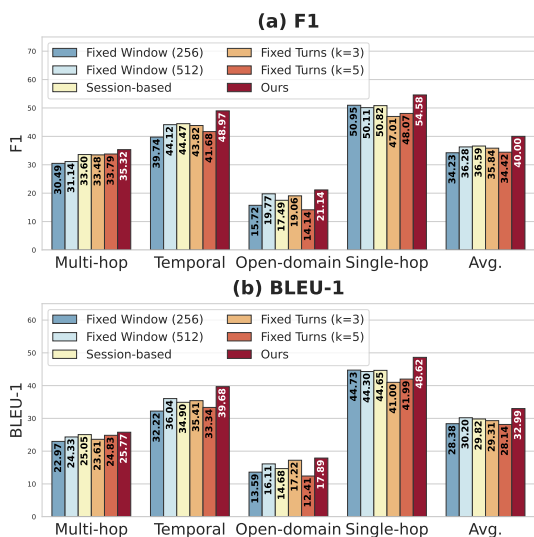 (a) F1
70
60
50
40
30
20
10
0
F1
Fixed Window (256)
Fixed Window (512)
Session-based
Fixed Turns (k=3)
Fixed Turns (k=5)
Ours
30.49
31.14
33.60
33.48
33.79
35.32
39.74
44.12
44.47
43.82
41.68
48.97
15.72
19.77
17.49
19.06
14.14
21.14
50.95
50.11
50.82
47.01
48.07
54.58
34.23
36.28
36.59
35.84
34.42
40.00
Multi-hop
Temporal
Open-domain
Single-hop
Avg.
(b) BLEU-1
60
50
40
30
20
10
0
BLEU-1
Fixed Window (256)
Fixed Window (512)
Session-based
Fixed Turns (k=3)
Fixed Turns (k=5)
Ours
22.97
24.33
25.05
23.61
24.83
25.77
32.22
36.04
34.90
35.41
33.34
39.68
13.59
16.11
14.68
17.22
12.41
17.89
44.73
44.30
44.65
41.00
41.99
48.62
28.38
30.20
29.82
29.31
28.14
32.99
Multi-hop
Temporal
Open-domain
Single-hop
Avg.